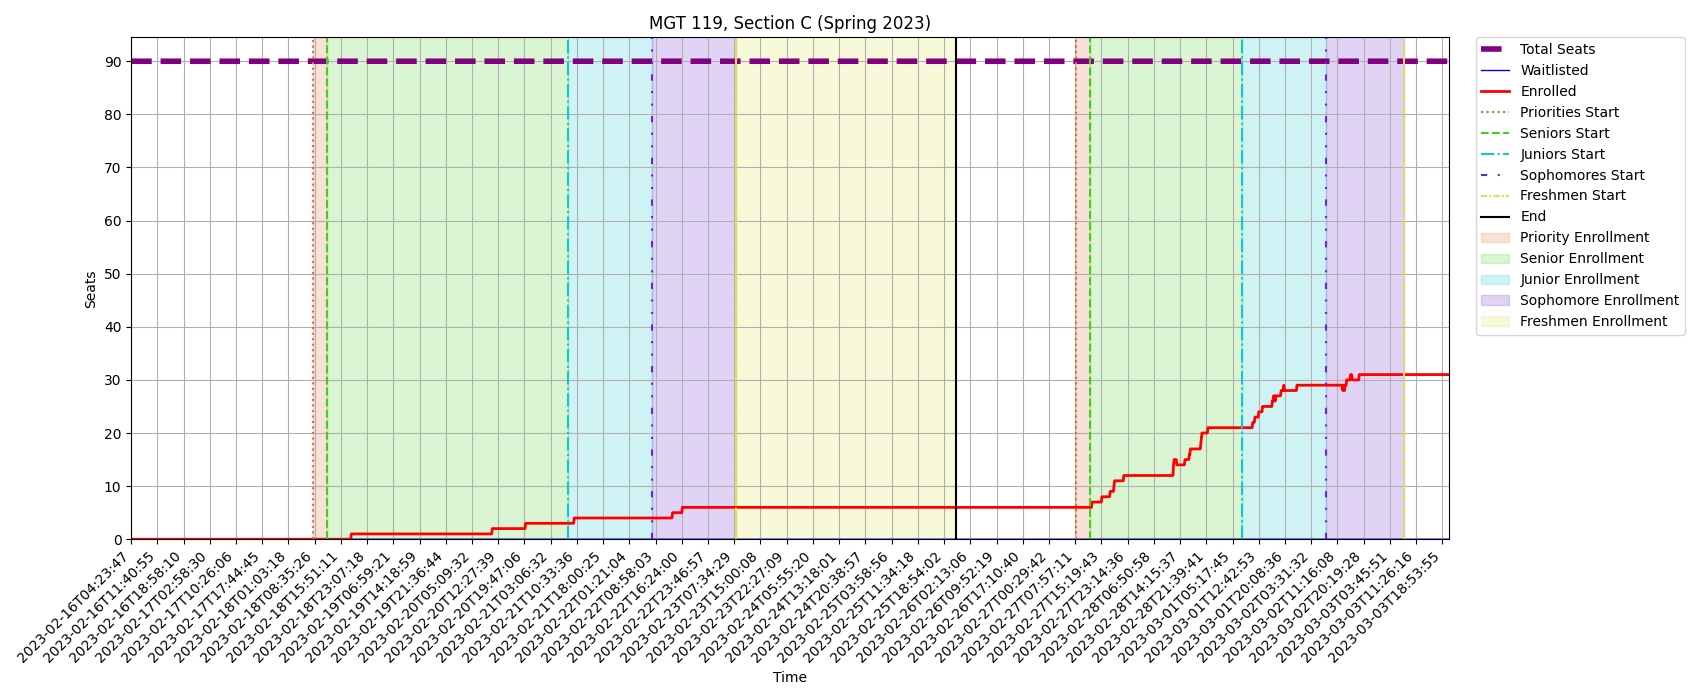 MGT 119, Section C (Spring 2023)
Seats
90
80
70
60
50
40
30
20
10
0
2023-02-16T04:23:47
2023-02-16T11:40:55
2023-02-16T18:58:10
2023-02-17T02:58:30
2023-02-17T10:26:06
2023-02-17T17:44:45
2023-02-18T01:03:18
2023-02-18T08:35:26
2023-02-18T15:51:11
2023-02-18T23:07:18
2023-02-19T06:59:21
2023-02-19T14:18:59
2023-02-19T21:36:44
2023-02-20T05:09:32
2023-02-20T12:27:39
2023-02-20T19:47:06
2023-02-21T03:06:32
2023-02-21T10:33:36
2023-02-21T18:00:25
2023-02-22T01:21:04
2023-02-22T08:58:03
2023-02-22T16:24:00
2023-02-22T23:46:57
2023-02-23T07:34:29
2023-02-23T15:00:08
2023-02-23T22:27:09
2023-02-24T05:55:20
2023-02-24T13:18:01
2023-02-24T20:38:57
2023-02-25T03:58:56
2023-02-25T11:34:18
2023-02-25T18:54:02
2023-02-26T02:13:06
2023-02-26T09:52:19
2023-02-26T17:10:40
2023-02-27T00:29:42
2023-02-27T07:57:11
2023-02-27T15:19:43
2023-02-27T23:14:36
2023-02-28T06:50:58
2023-02-28T14:15:37
2023-02-28T21:39:41
2023-03-01T05:17:45
2023-03-01T12:42:53
2023-03-01T20:08:36
2023-03-02T03:31:32
2023-03-02T11:16:08
2023-03-02T20:19:28
2023-03-03T03:45:51
2023-03-03T11:26:16
2023-03-03T18:53:55
Time
Total Seats
Waitlisted
Enrolled
Priorities Start
Seniors Start
Juniors Start
Sophomores Start
Freshmen Start
End
Priority Enrollment
Senior Enrollment
Junior Enrollment
Sophomore Enrollment
Freshmen Enrollment